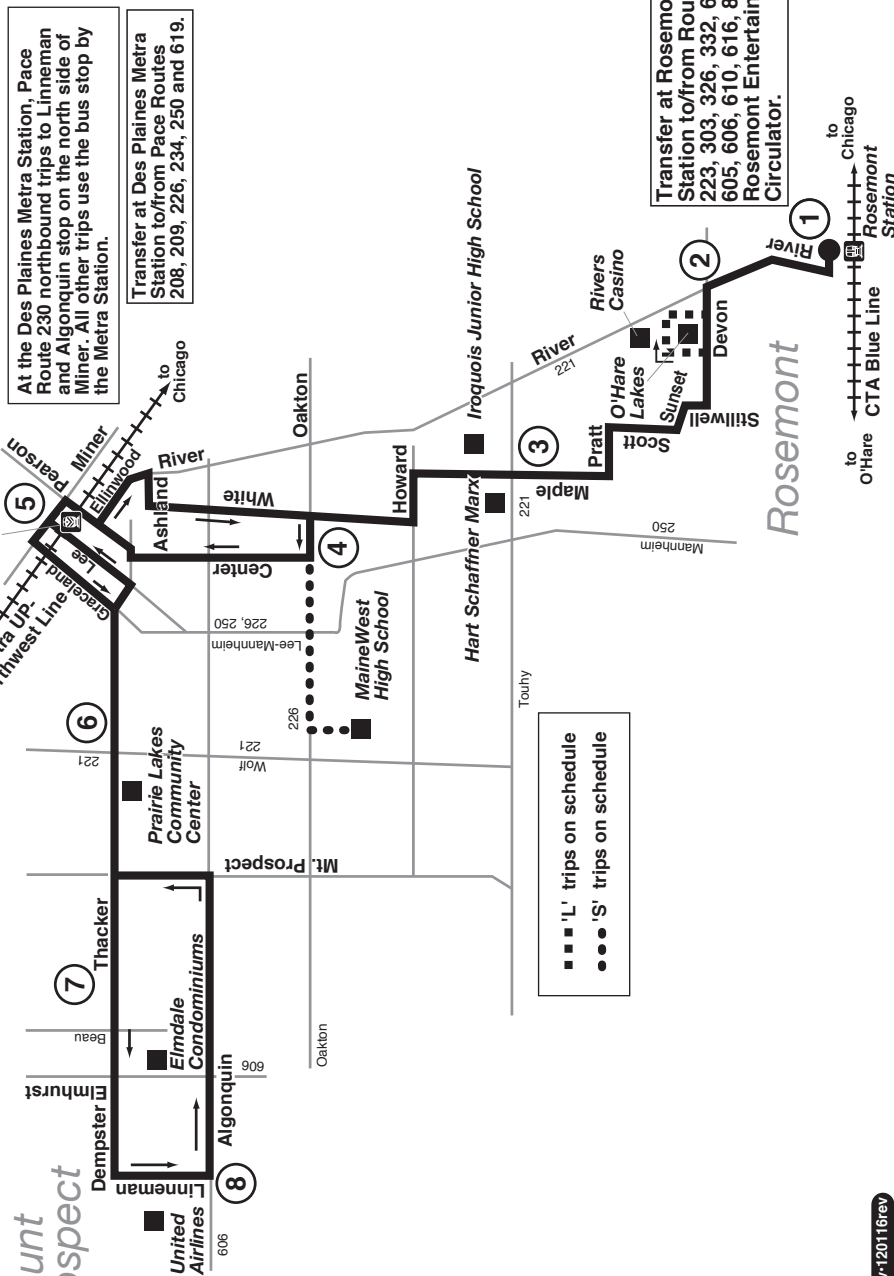 At the Des Plaines Metra Station, Pace
Route 230 northbound trips to Linneman
and Algonquin stop on the north side of
Miner. All other trips use the bus stop by
the Metra Station.
Transfer at Des Plaines Metra
Station to/from Pace Routes
208, 209, 226, 234, 250 and 619.
Transfer at
Station to/from
223, 303, 326, 332,
605, 606, 610, 616,
Rosemont
Circulator.
to
Chicago
Rosemont
Station
CTA Blue Line
to
O'Hare
1
River
2
Devon
Rivers
Casino
O'Hare
Lakes
Sunset
Stillwell
Scott
Pratt
Rosemont
River
221
Iroquois Junior High School
3
Maple
221
Hart Schaffner Marx
Howard
Mannheim
250
Touhy
Oakton
White
Center
4
Ashland
River
Ellinwood
Miner
Pearson
to
Chicago
5
Lee
Graceland
Northwest Line
226, 250
Lee-Mannheim
MaineWest
High School
226
6
221
221
Wolf
Prairie Lakes
Community
Center
Mt. Prospect
Thacker
7
Beau
Elmdale
Condominiums
606
Oakton
Elmhurst
Dempster
Algonquin
Linneman
8
United
Airlines
606
'L' trips on schedule
'S' trips on schedule
120116rev